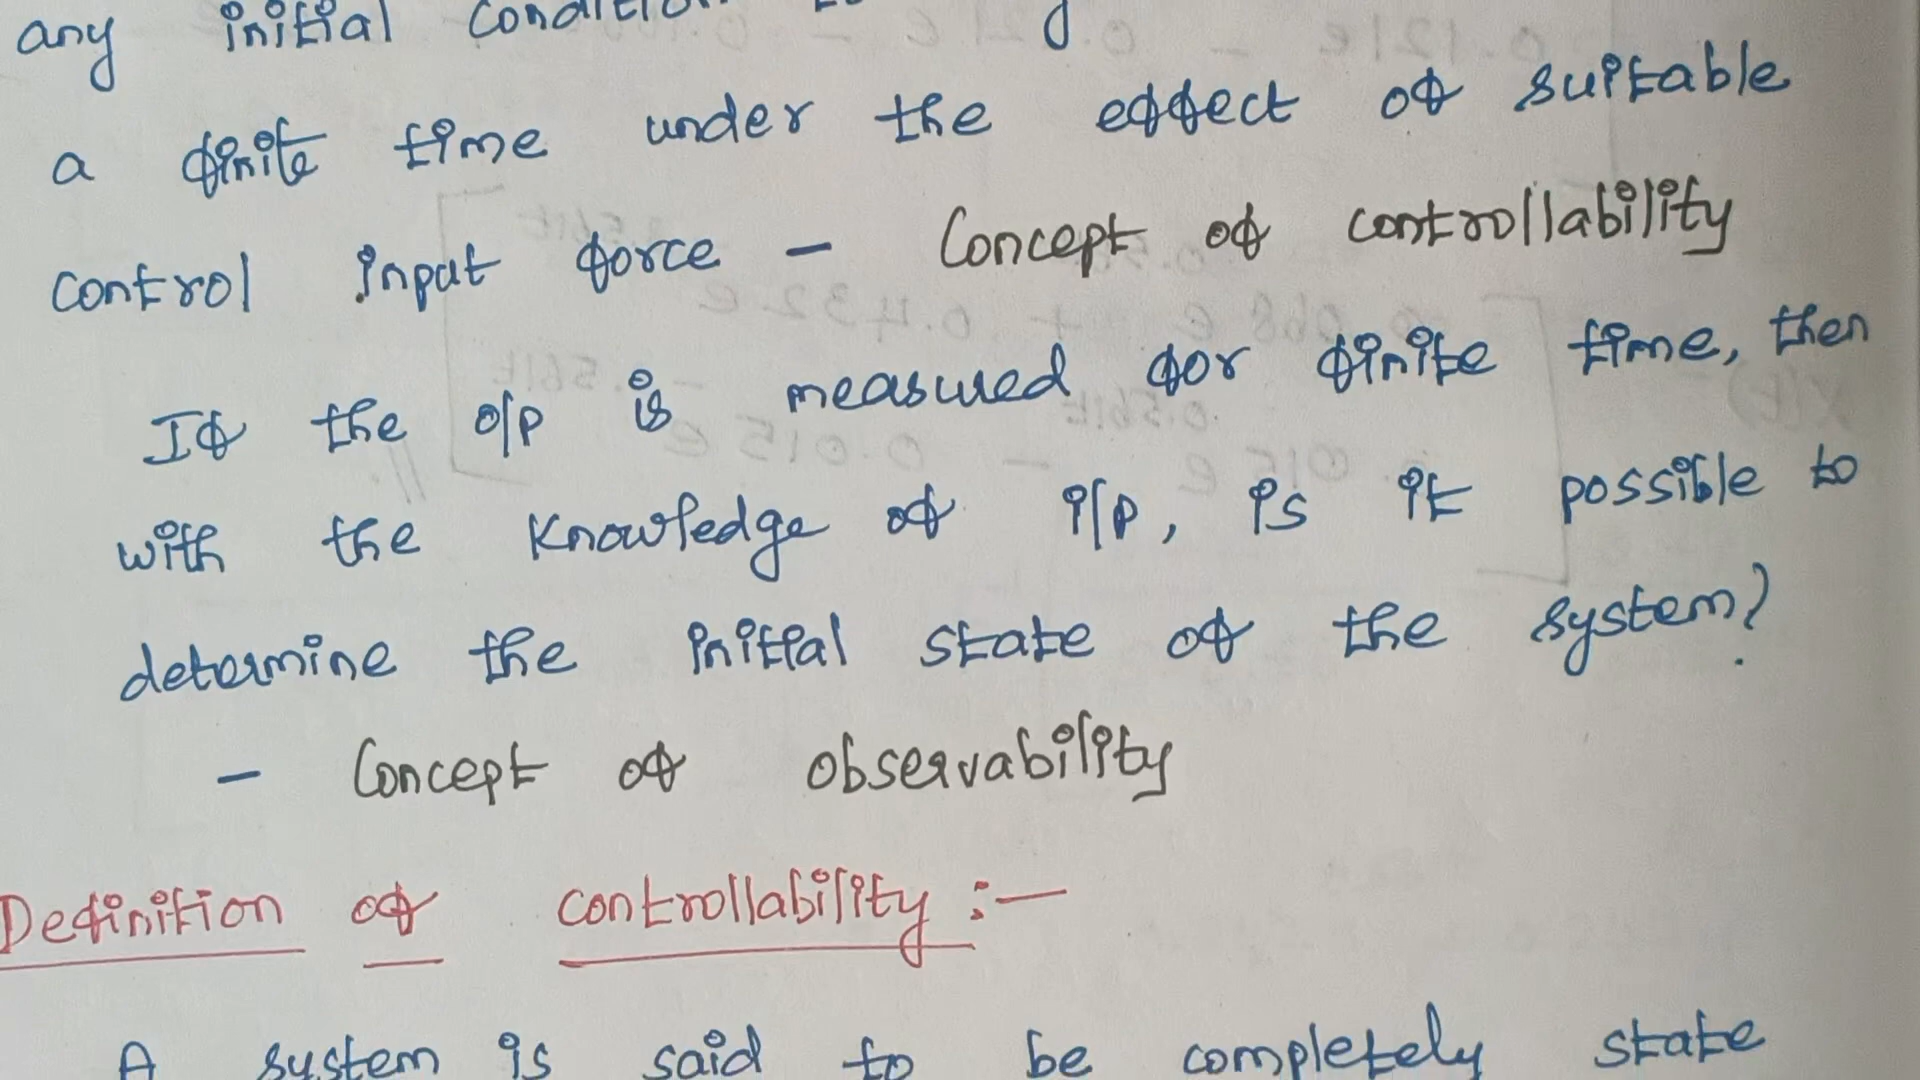 any initial condition
a finite time under the effect of suitable
control input force - Concept of controllability
If the o/p is measured for finite time, then
with the knowledge of i/p, is it possible to
determine the initial state of the system?
- Concept of observability
Definition of controllability :-
A system is said to be completely state